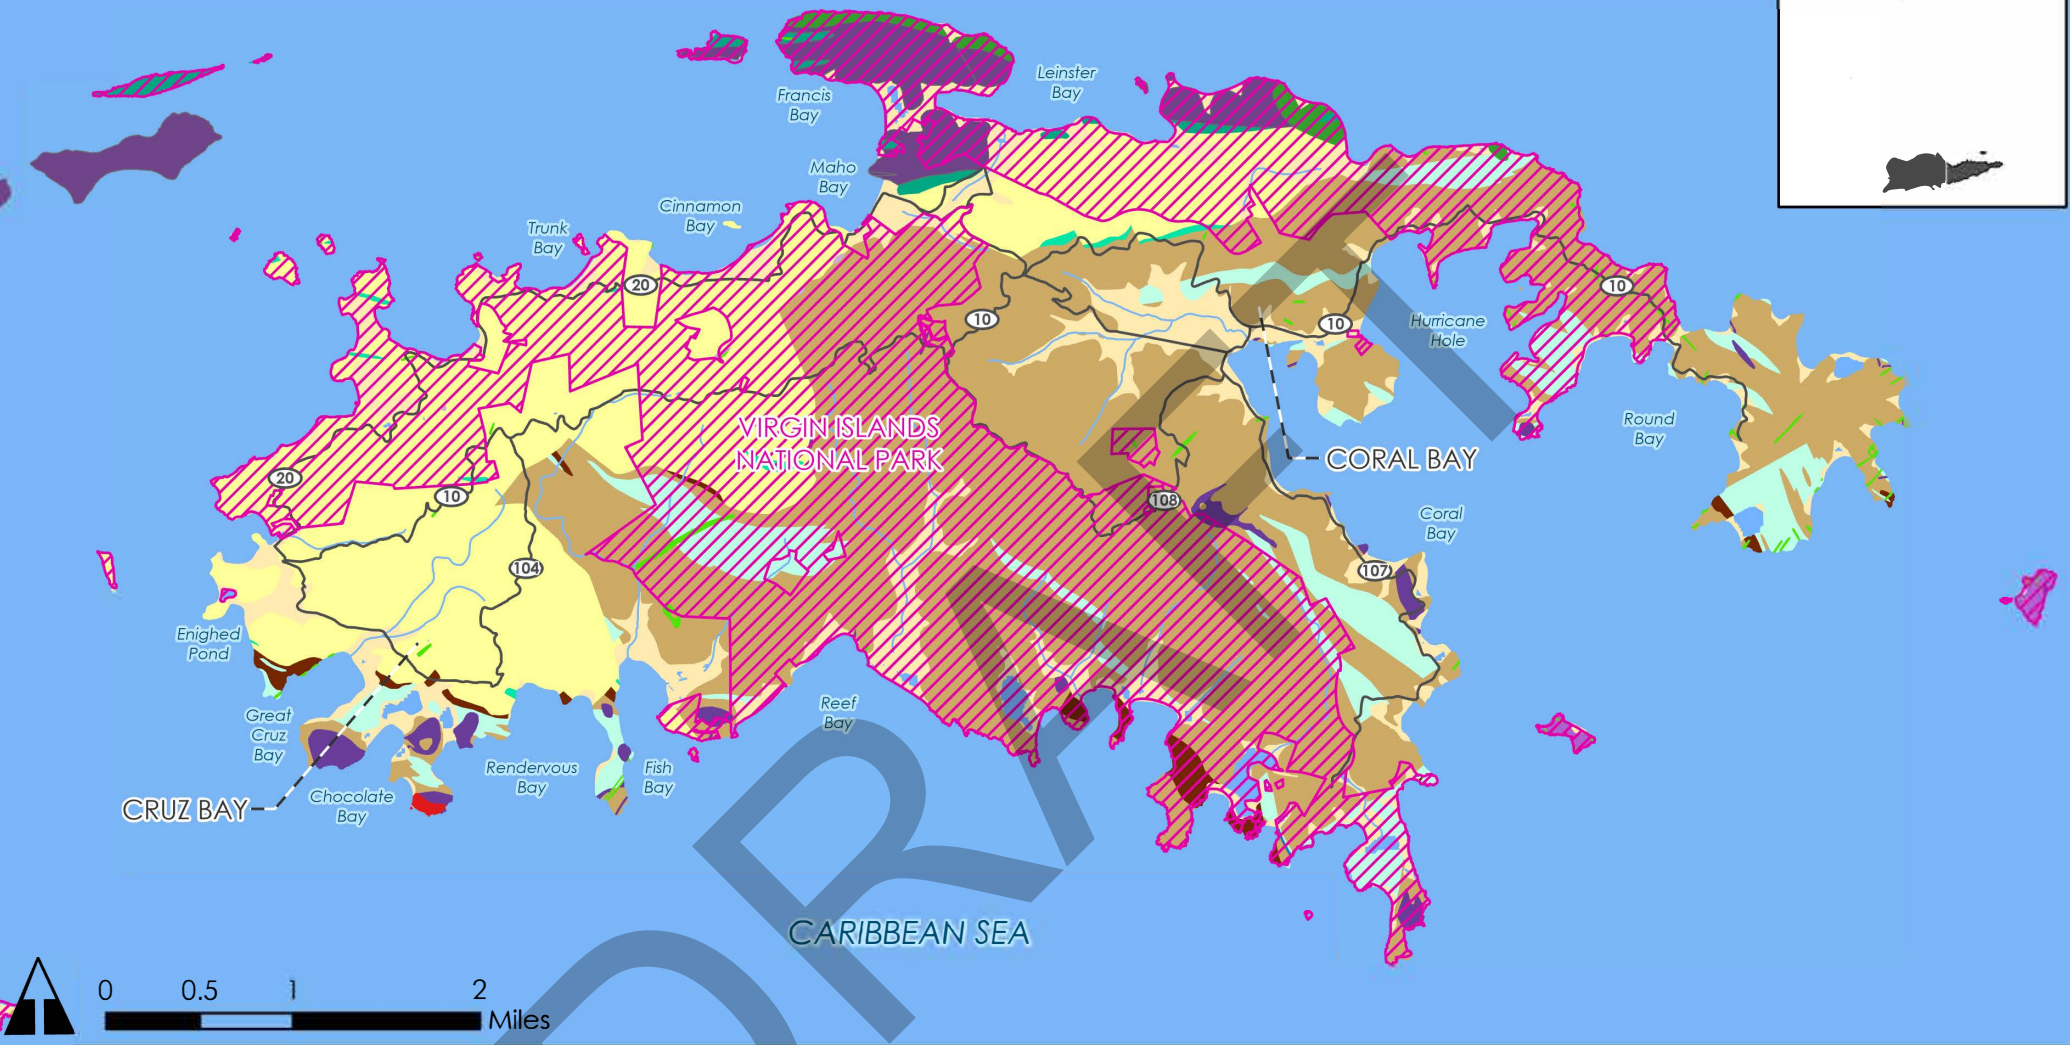 Leinster
Bay
Francis
Bay
Maho
Bay
Cinnamon
Bay
Trunk
Bay
20
10
10
10
Hurricane
Hole
VIRGIN ISLANDS
NATIONAL PARK
Round
Bay
CORAL BAY
20
10
108
Coral
Bay
104
107
Enighed
Pond
Great
Cruz
Bay
Reef
Bay
Rendervous
Bay
Fish
Bay
Chocolate
Bay
CRUZ BAY
CARIBBEAN SEA
0 0.5 1 2
Miles
DRAFT